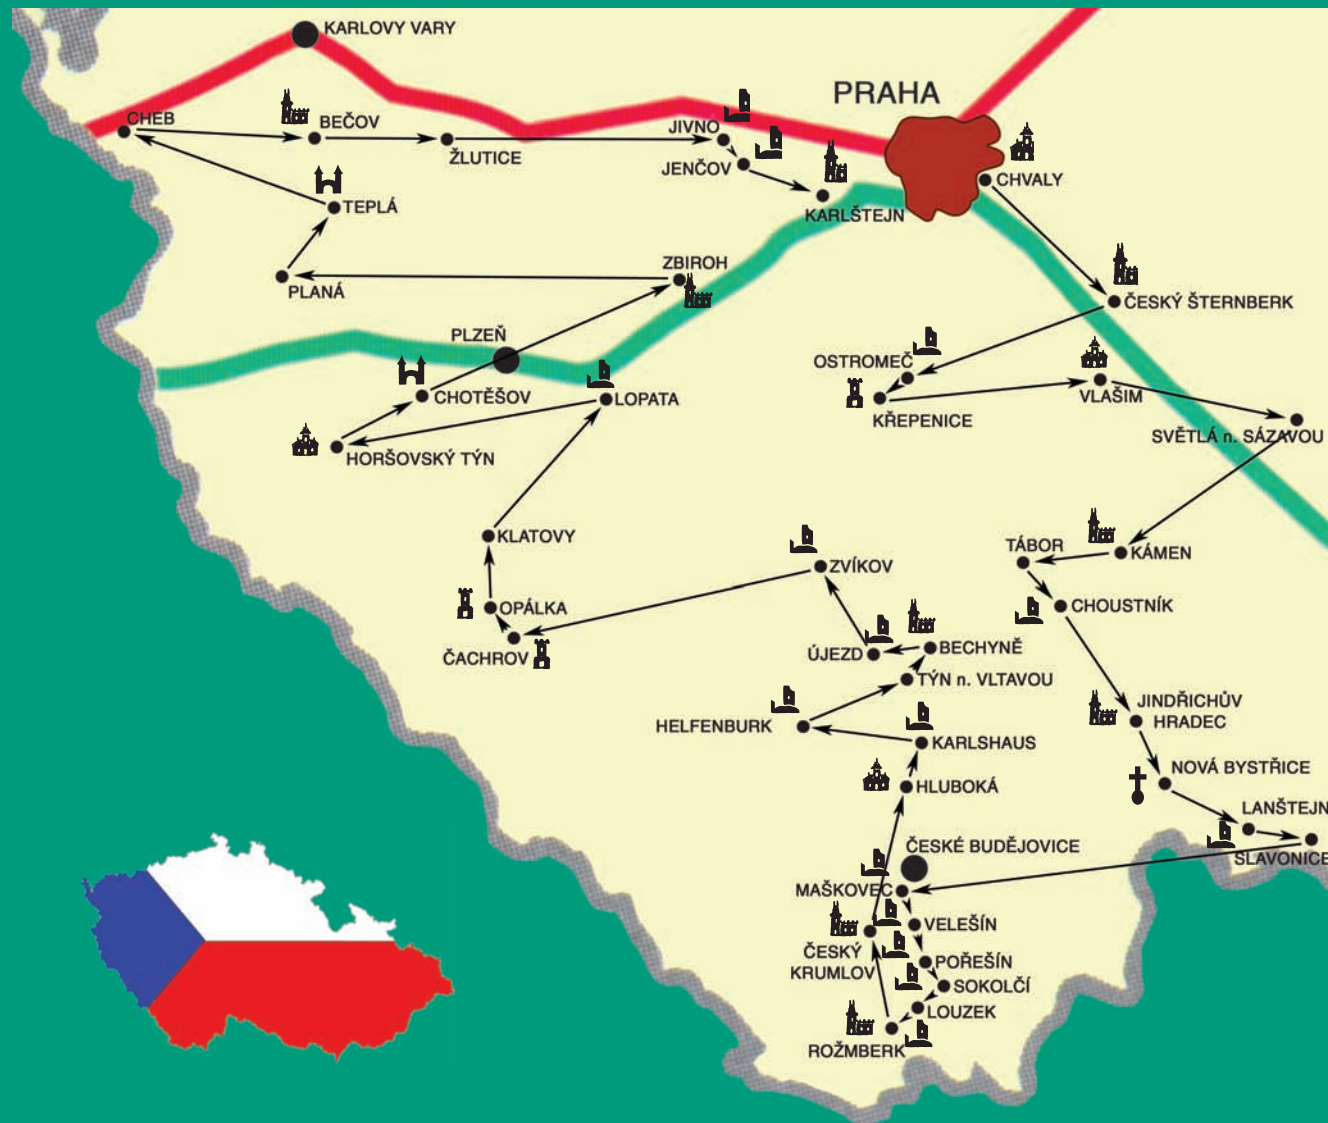 KARLOVY VARY
PRAHA
CHEB
BEČOV
JIVNO
ŽLUTICE
JENČOV
CHVALY
TEPLÁ
KARLŠTEJN
ZBIROH
PLANÁ
ČESKÝ ŠTERNBERK
PLZEŇ
OSTROMEČ
CHOTĚŠOV
LOPATA
VLAŠIM
KŘEPENICE
SVĚTLÁ n. SÁZAVOU
HORŠOVSKÝ TÝN
KLATOVY
TÁBOR
KÁMEN
ZVÍKOV
OPÁLKA
CHOUSTNÍK
ČACHROV
ÚJEZD
BECHYNĚ
TÝN n. VLTAVOU
JINDŘICHŮV
HRADEC
HELFENBURK
KARLSHAUS
NOVÁ BYSTŘICE
HLUBOKÁ
LANŠTEJN
ČESKÉ BUDĚJOVICE
SLAVONICE
MAŠKOVEC
VELEŠÍN
ČESKÝ
KRUMLOV
POŘEŠÍN
SOKOLČÍ
LOUZEK
ROŽMBERK